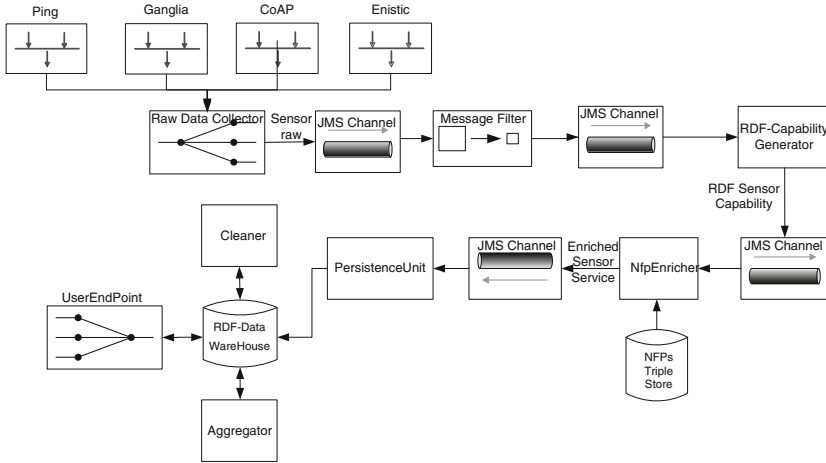 Ping
Ganglia
CoAP
Enistic
Raw Data Collector
Sensor
raw
JMS Channel
Message Filter
JMS Channel
RDF-Capability
Generator
RDF Sensor
Capability
JMS Channel
NfpEnricher
NFPs
Triple
Store
Enriched
Sensor
Service
JMS Channel
PersistenceUnit
Cleaner
RDF-Data
WareHouse
UserEndPoint
Aggregator